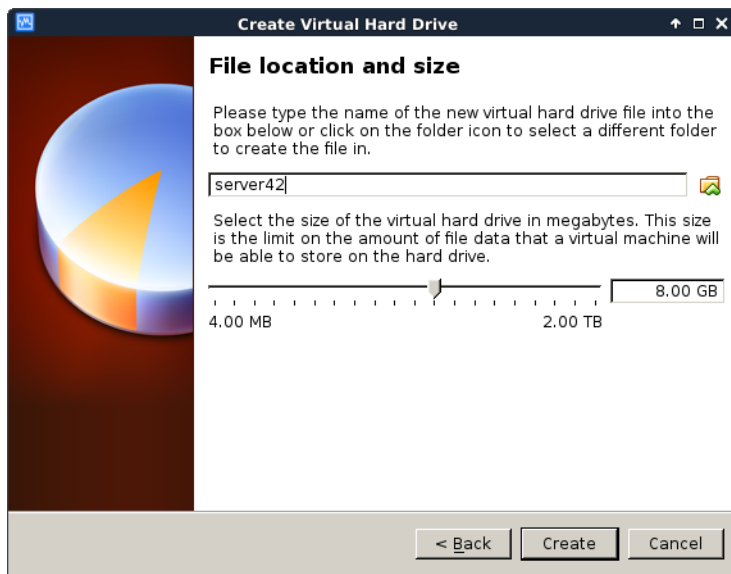 Create Virtual Hard Drive
File location and size
Please type the name of the new virtual hard drive file into the
box below or click on the folder icon to select a different folder
to create the file in.
server42
Select the size of the virtual hard drive in megabytes. This size
is the limit on the amount of file data that a virtual machine will
be able to store on the hard drive.
8.00 GB
4.00 MB 2.00 TB
< Back Create Cancel